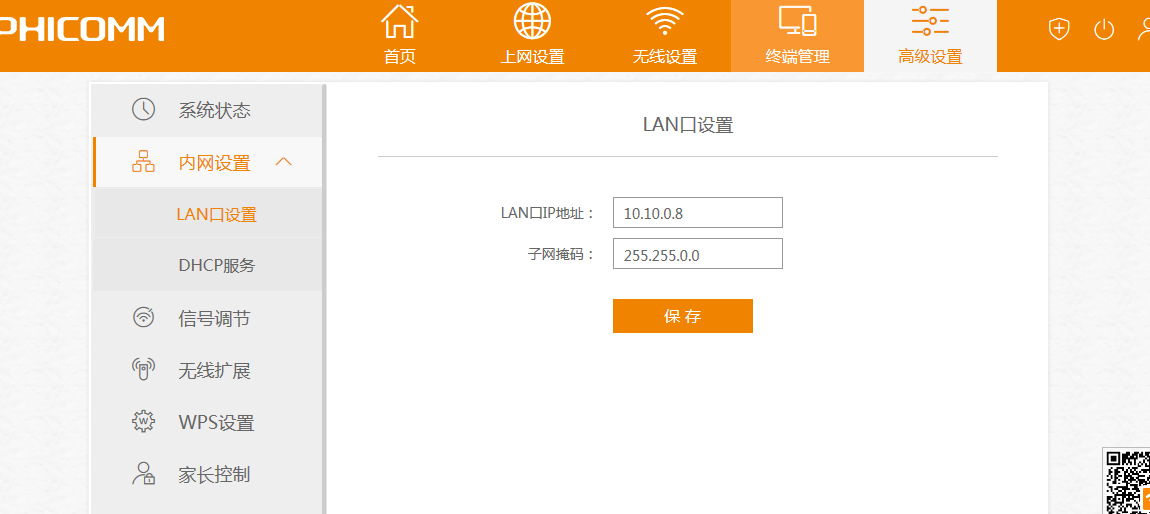 PHICOMM
首页
上网设置
无线设置
终端管理
高级设置
系统状态
内网设置
LAN口设置
DHCP服务
信号调节
无线扩展
WPS设置
家长控制
LAN口设置
LAN口IP地址： 10.10.0.8
子网掩码： 255.255.0.0
保存